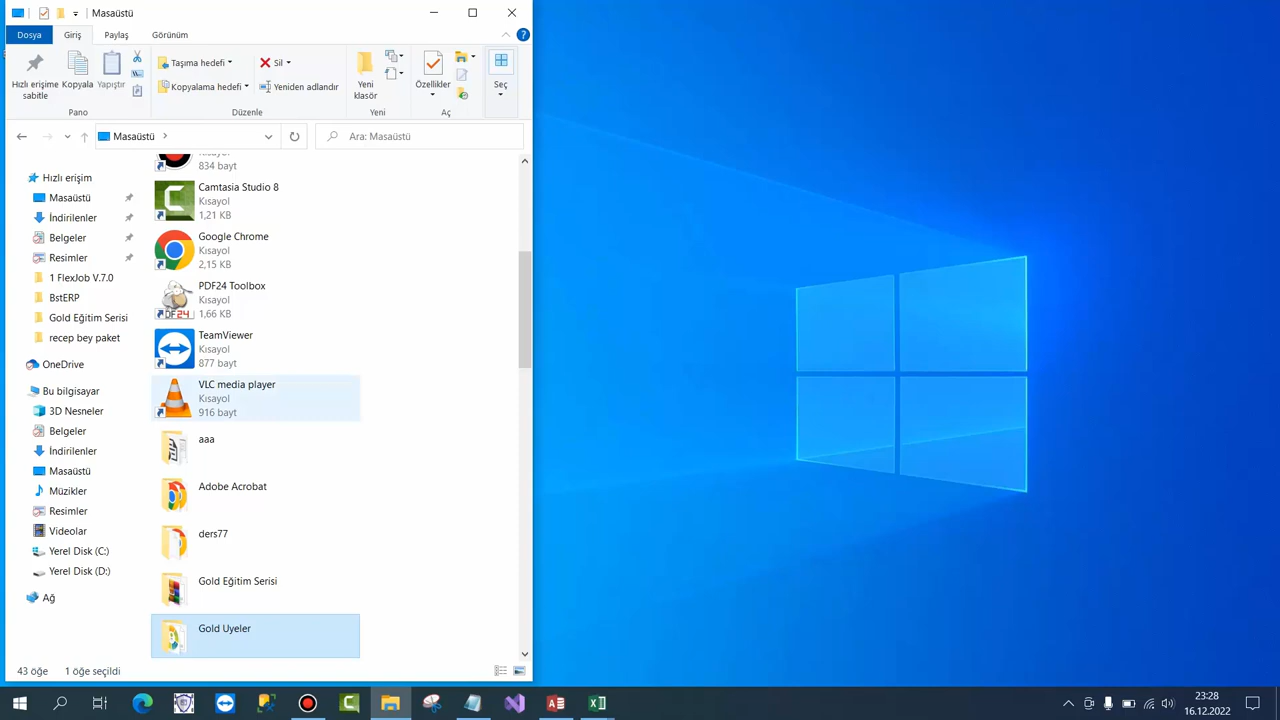 Masaüstü
Dosya
Giriş
Paylaş
Görünüm
Hızlı erişime sabitle
Kopyala
Yapıştır
Pano
Taşıma hedefi
Kopyalama hedefi
Sil
Yeniden adlandır
Düzenle
Yeni klasör
Yeni
Özellikler
Aç
Seç
Masaüstü
Ara: Masaüstü
Hızlı erişim
Masaüstü
İndirilenler
Belgeler
Resimler
1 FlexJob V.7.0
BstERP
Gold Eğitim Serisi
recep bey paket
OneDrive
Bu bilgisayar
3D Nesneler
Belgeler
İndirilenler
Masaüstü
Müzikler
Resimler
Videolar
Yerel Disk (C:)
Yerel Disk (D:)
Ağ
Kısayol
834 bayt
Camtasia Studio 8
Kısayol
1,21 KB
Google Chrome
Kısayol
2,15 KB
PDF24 Toolbox
Kısayol
1,66 KB
TeamViewer
Kısayol
877 bayt
VLC media player
Kısayol
916 bayt
aaa
Adobe Acrobat
ders77
Gold Eğitim Serisi
Gold Uyeler
43 öğe
1 öğe seçildi
23:28
16.12.2022